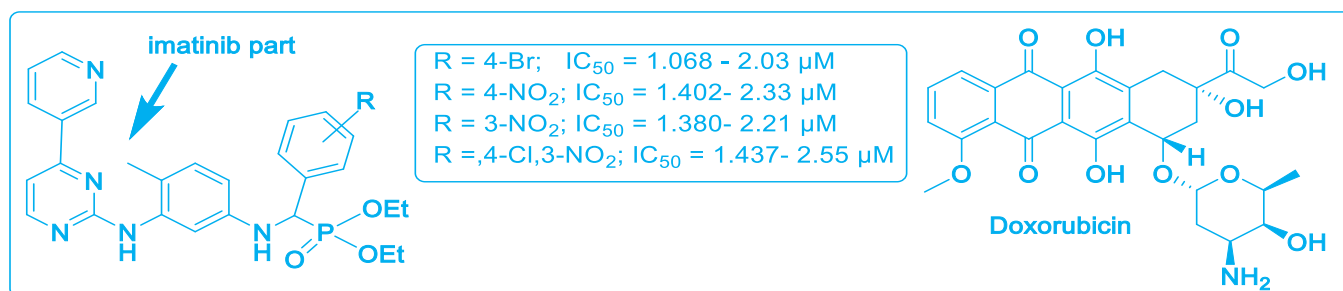 imatinib part
N
R
N
N
N
H
N
H
P
O
OEt
OEt
R = 4-Br; IC50 = 1.068 - 2.03 µM
R = 4-NO2; IC50 = 1.402- 2.33 µM
R = 3-NO2; IC50 = 1.380- 2.21 µM
R =,4-Cl,3-NO2; IC50 = 1.437- 2.55 µM
O
OH
O
OH
OH
O
O
OH
H
O
O
OH
NH2
Doxorubicin